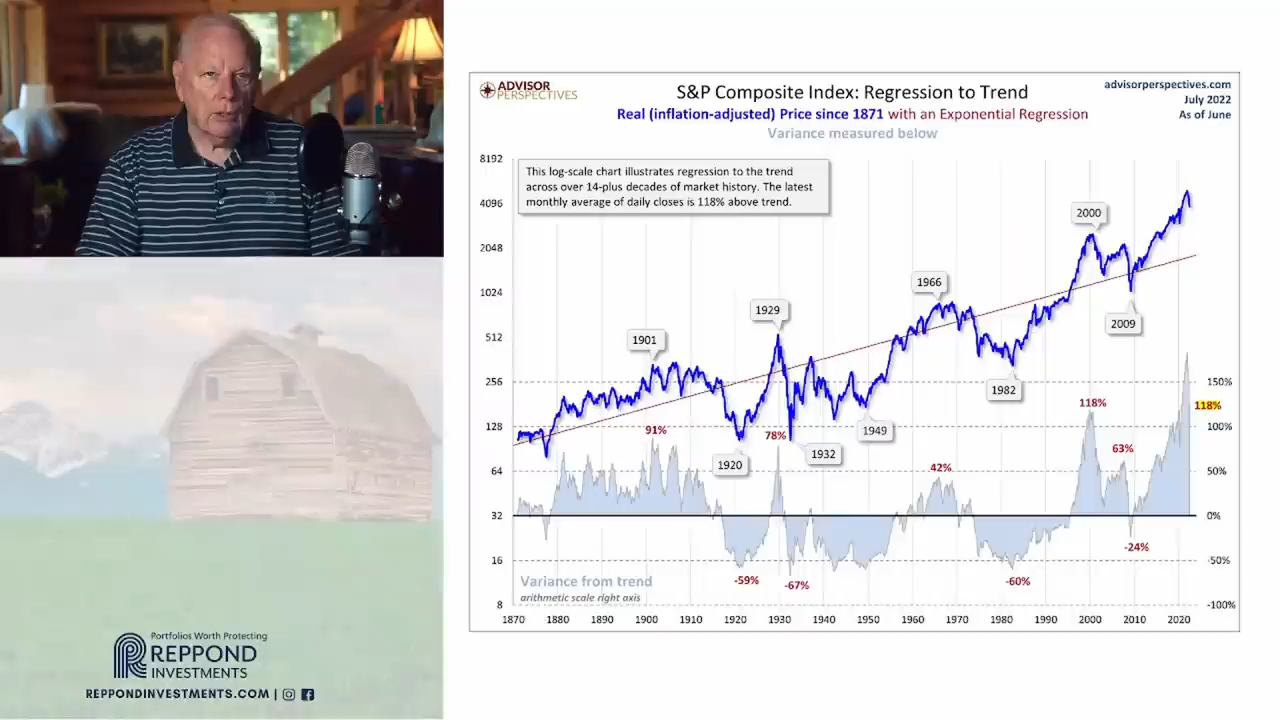 ADVISOR
PERSPECTIVES
S&P Composite Index: Regression to Trend
Real (inflation-adjusted) Price since 1871 with an Exponential Regression
Variance measured below
advisorperspectives.com
July 2022
As of June
This log-scale chart illustrates regression to the trend
across over 14-plus decades of market history. The latest
monthly average of daily closes is 118% above trend.
8192
4096
2048
1024
512
256
128
64
32
16
8
1901
1920
1929
1932
1949
1966
1982
2000
2009
91%
78%
42%
118%
63%
118%
-59%
-67%
-60%
-24%
150%
100%
50%
0%
-50%
-100%
Variance from trend
arithmetic scale right axis
1870 1880 1890 1900 1910 1920 1930 1940 1950 1960 1970 1980 1990 2000 2010 2020
Portfolios Worth Protecting
REPPOND
INVESTMENTS
REPPONDINVESTMENTS.COM |